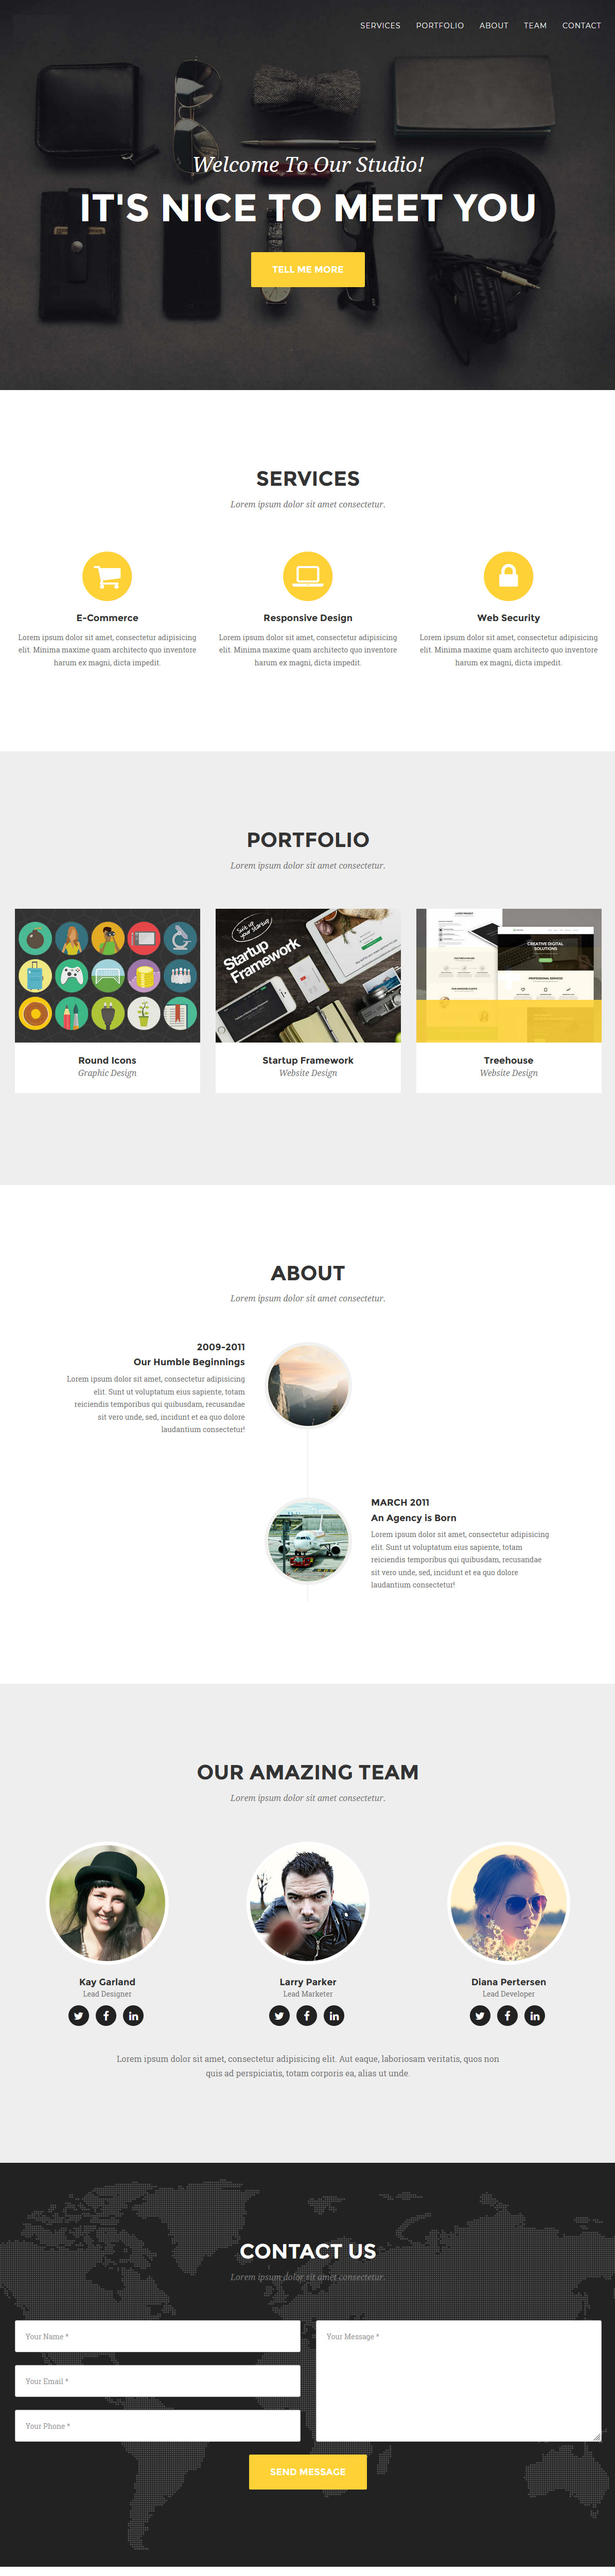 SERVICES PORTFOLIO ABOUT TEAM CONTACT
Welcome To Our Studio!
IT'S NICE TO MEET YOU
TELL ME MORE
SERVICES
Lorem ipsum dolor sit amet consectetur.
E-Commerce
Lorem ipsum dolor sit amet, consectetur adipisicing
elit. Minima maxime quam architecto quo inventore
harum ex magni, dicta impedit.
Responsive Design
Lorem ipsum dolor sit amet, consectetur adipisicing
elit. Minima maxime quam architecto quo inventore
harum ex magni, dicta impedit.
Web Security
Lorem ipsum dolor sit amet, consectetur adipisicing
elit. Minima maxime quam architecto quo inventore
harum ex magni, dicta impedit.
PORTFOLIO
Lorem ipsum dolor sit amet consectetur.
Suit up
your startup
Startup
Framework
CREATIVE DIGITAL
SOLUTIONS
PROFESSIONAL SERVICES
Round Icons
Graphic Design
Startup Framework
Website Design
Treehouse
Website Design
ABOUT
Lorem ipsum dolor sit amet consectetur.
2009-2011
Our Humble Beginnings
Lorem ipsum dolor sit amet, consectetur adipisicing
elit. Sunt ut voluptatum eius sapiente, totam
reiciendis temporibus qui quibusdam, recusandae
sit vero unde, sed, incidunt et ea quo dolore
laudantium consectetur!
MARCH 2011
An Agency is Born
Lorem ipsum dolor sit amet, consectetur adipisicing
elit. Sunt ut voluptatum eius sapiente, totam
reiciendis temporibus qui quibusdam, recusandae
sit vero unde, sed, incidunt et ea quo dolore
laudantium consectetur!
OUR AMAZING TEAM
Lorem ipsum dolor sit amet consectetur.
Kay Garland
Lead Designer
Larry Parker
Lead Marketer
Diana Pertersen
Lead Developer
Lorem ipsum dolor sit amet, consectetur adipisicing elit. Aut eaque, laboriosam veritatis, quos non
quis ad perspiciatis, totam corporis ea, alias ut unde.
CONTACT US
Lorem ipsum dolor sit amet consectetur.
Your Name *
Your Email *
Your Phone *
Your Message *
SEND MESSAGE